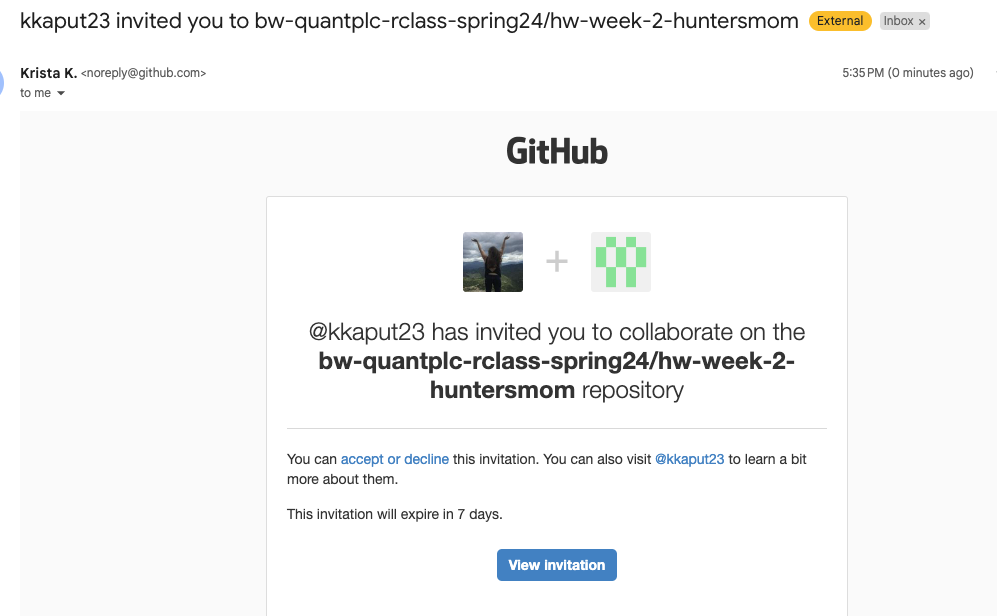 kkaput23 invited you to bw-quantplc-rclass-spring24/hw-week-2-huntersmom External Inbox ×
Krista K. <noreply@github.com> 5:35 PM (0 minutes ago)
to me
GitHub
+
@kkaput23 has invited you to collaborate on the
bw-quantplc-rclass-spring24/hw-week-2-
huntersmom repository
You can accept or decline this invitation. You can also visit @kkaput23 to learn a bit
more about them.
This invitation will expire in 7 days.
View invitation